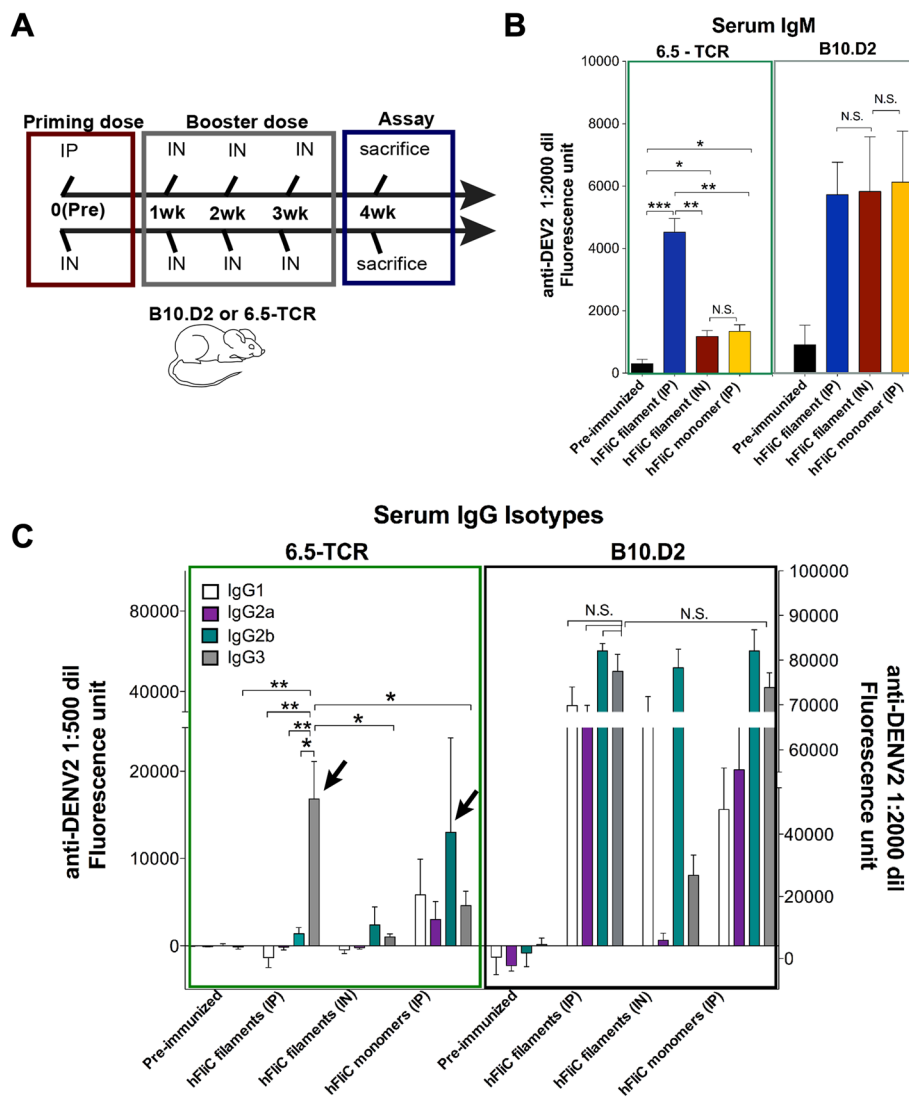 A
Priming dose
Booster dose
Assay
IP
IN
IN
IN
sacrifice
0(Pre)
1wk
2wk
3wk
4wk
IN
IN
IN
IN
sacrifice
B10.D2 or 6.5-TCR
B
Serum IgM
6.5 - TCR
B10.D2
anti-DEV2 1:2000 dil
Fluorescence unit
10000
8000
6000
4000
2000
0
*
*
**
***
**
N.S.
N.S.
N.S.
Pre-immunized
hFliC filament (IP)
hFliC filament (IN)
hFliC monomer (IP)
Pre-immunized
hFliC filament (IP)
hFliC filament (IN)
hFliC monomer (IP)
C
Serum IgG Isotypes
6.5-TCR
B10.D2
IgG1
IgG2a
IgG2b
IgG3
anti-DENV2 1:500 dil
Fluorescence unit
80000
40000
20000
10000
0
**
**
**
*
*
*
N.S.
N.S.
100000
90000
80000
70000
60000
40000
20000
0
anti-DENV2 1:2000 dil
Fluorescence unit
Pre-immunized
hFliC filaments (IP)
hFliC filaments (IN)
hFliC monomers (IP)
Pre-immunized
hFliC filaments (IP)
hFliC filaments (IN)
hFliC monomers (IP)